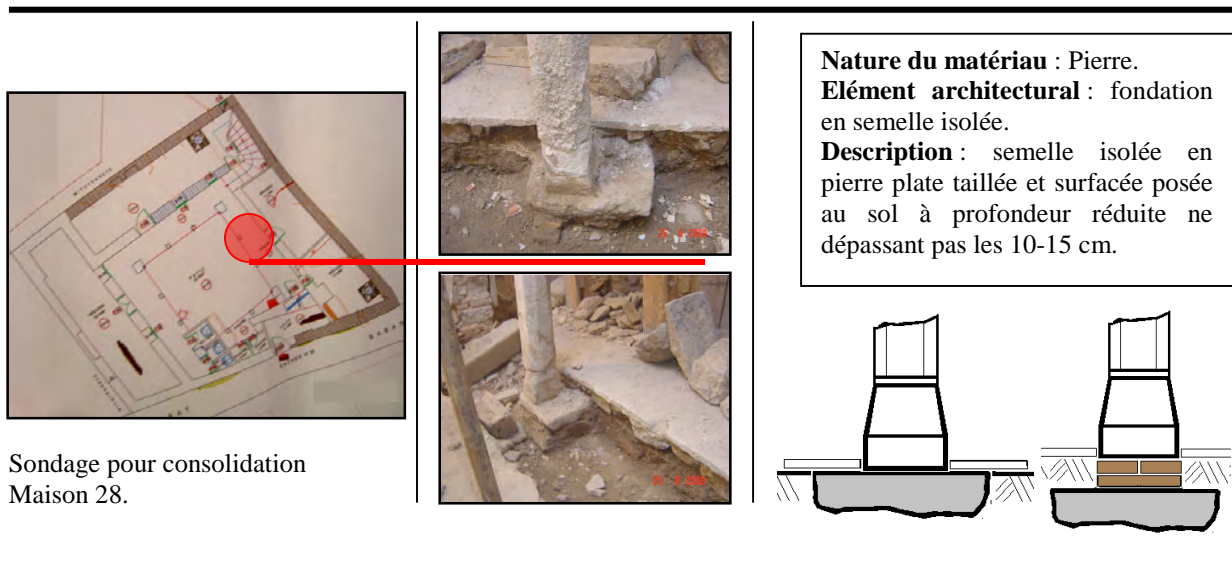 Nature du matériau : Pierre.
Elément architectural : fondation
en semelle isolée.
Description : semelle isolée en
pierre plate taillée et surfacée posée
au sol à profondeur réduite ne
dépassant pas les 10-15 cm.
Sondage pour consolidation
Maison 28.